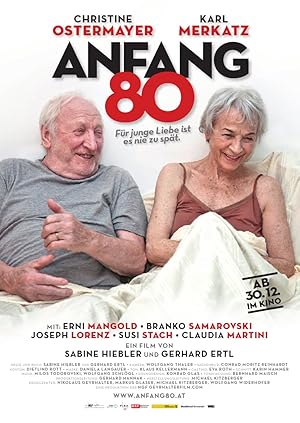 CHRISTINE KARL
OSTERMAYER MERKATZ
ANFANG
80
Für junge Liebe ist
es nie zu spät.
AB
30.12.
IM KINO
MIT: ERNI MANGOLD • BRANKO SAMAROVSKI
JOSEPH LORENZ • SUSI STACH • CLAUDIA MARTINI
EIN FILM VON
SABINE HIEBLER UND GERHARD ERTL
WWW.ANFANG80.AT